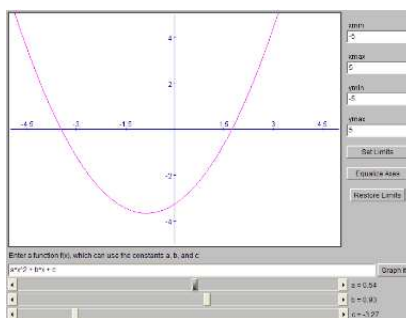 4
xmin
-5
2
xmax
5
-4.5 -3 -1.5 1.5 3 4.5
ymin
-5
ymax
5
-2
Set Limits
Equalize Axes
-4
Restore Limits
Enter a function f(x), which can use the constants a, b, and c:
a*x^2 + b*x + c
Graph it
a = 0.54
b = 0.93
c = -3.27